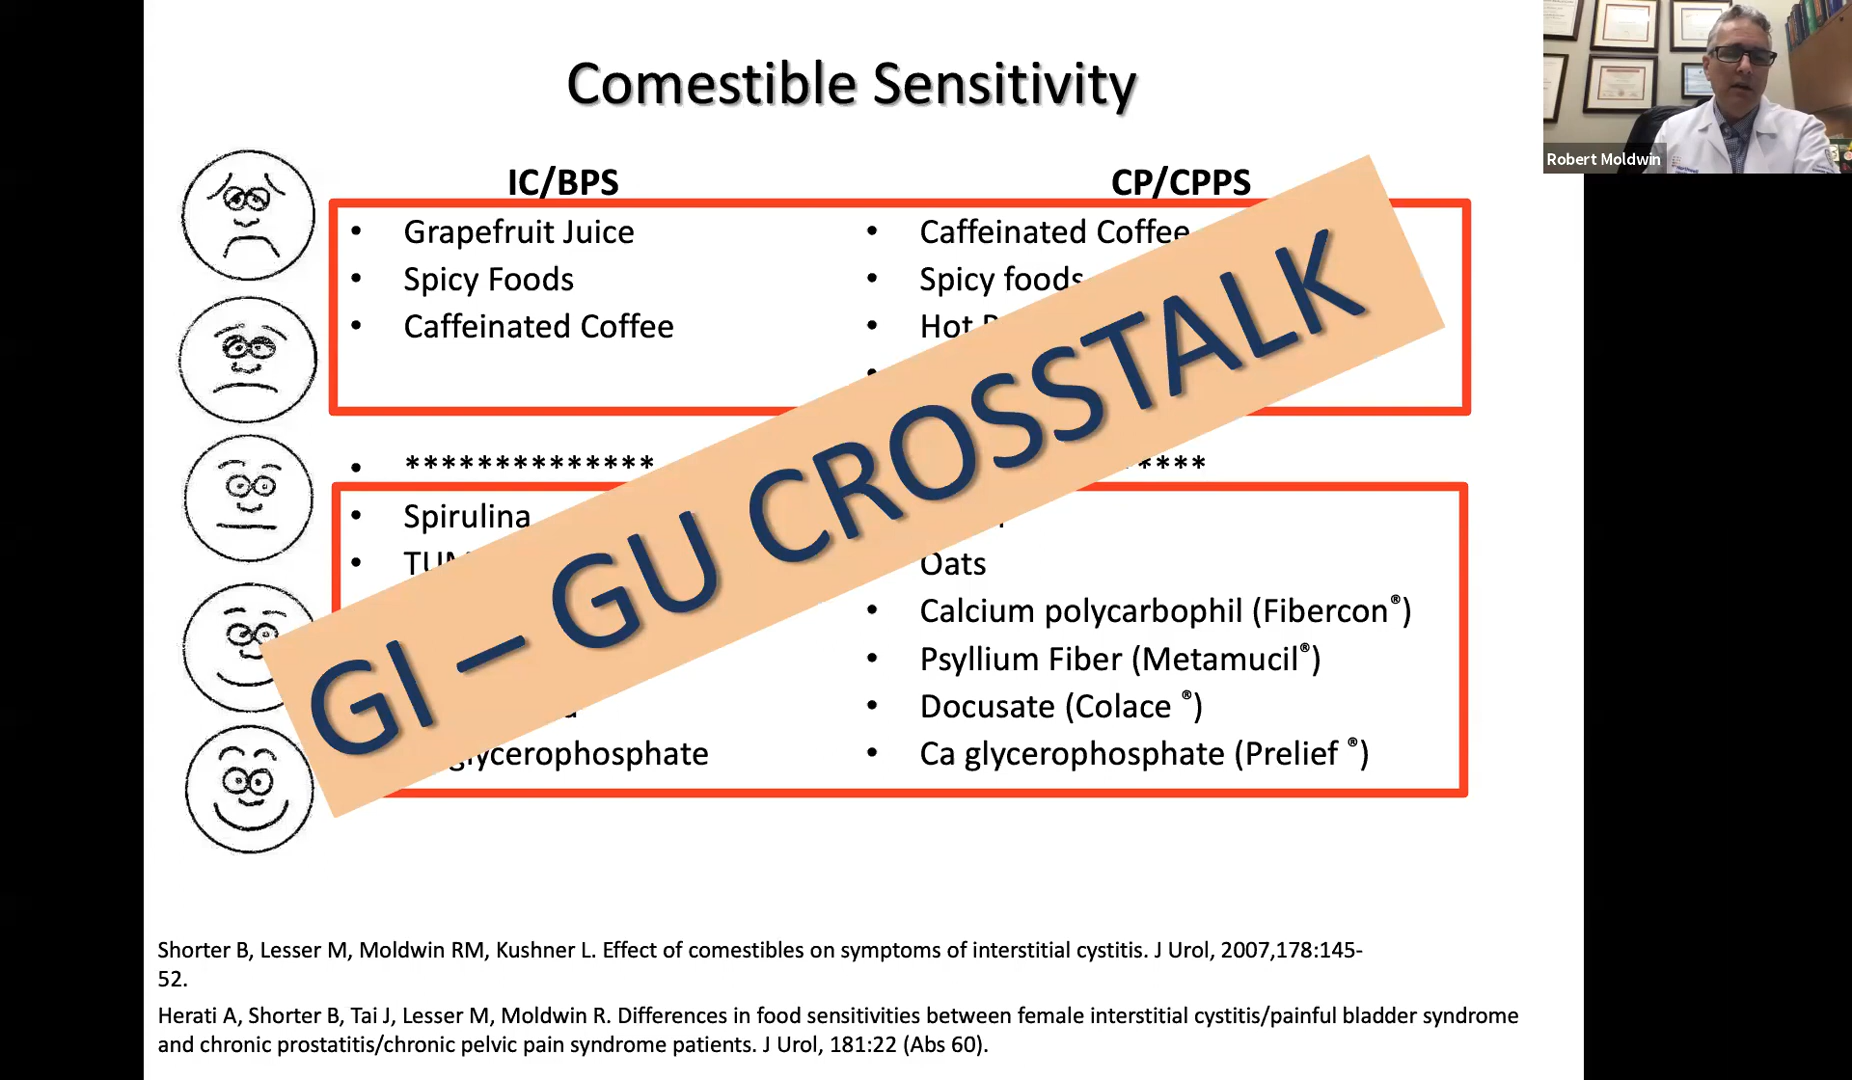 Comestible Sensitivity
Robert Moldwin
IC/BPS
• Grapefruit Juice
• Spicy Foods
• Caffeinated Coffee
• **************
• Spirulina
glycerophosphate
CP/CPPS
• Caffeinated Coffee
• Spicy foods
• Hot
•
****
Oats
• Calcium polycarbophil (Fibercon®)
• Psyllium Fiber (Metamucil®)
• Docusate (Colace ®)
• Ca glycerophosphate (Prelief ®)
GI – GU CROSSTALK
Shorter B, Lesser M, Moldwin RM, Kushner L. Effect of comestibles on symptoms of interstitial cystitis. J Urol, 2007,178:145-
52.
Herati A, Shorter B, Tai J, Lesser M, Moldwin R. Differences in food sensitivities between female interstitial cystitis/painful bladder syndrome
and chronic prostatitis/chronic pelvic pain syndrome patients. J Urol, 181:22 (Abs 60).